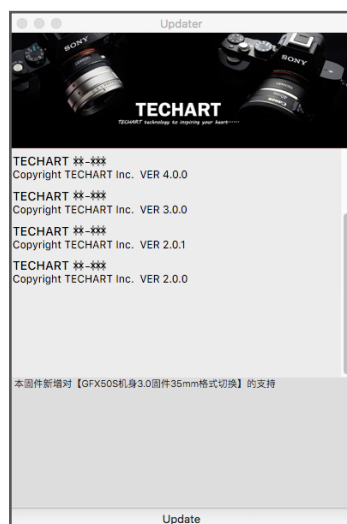 Updater
SONY
SONY
Canon
TECHART
TECHART technology to inspiring your heart······
TECHART ※-※※
Copyright TECHART Inc. VER 4.0.0
TECHART ※-※※
Copyright TECHART Inc. VER 3.0.0
TECHART ※-※※
Copyright TECHART Inc. VER 2.0.1
TECHART ※-※※
Copyright TECHART Inc. VER 2.0.0
本固件新增对【GFX50S机身3.0固件35mm格式切换】的支持
Update